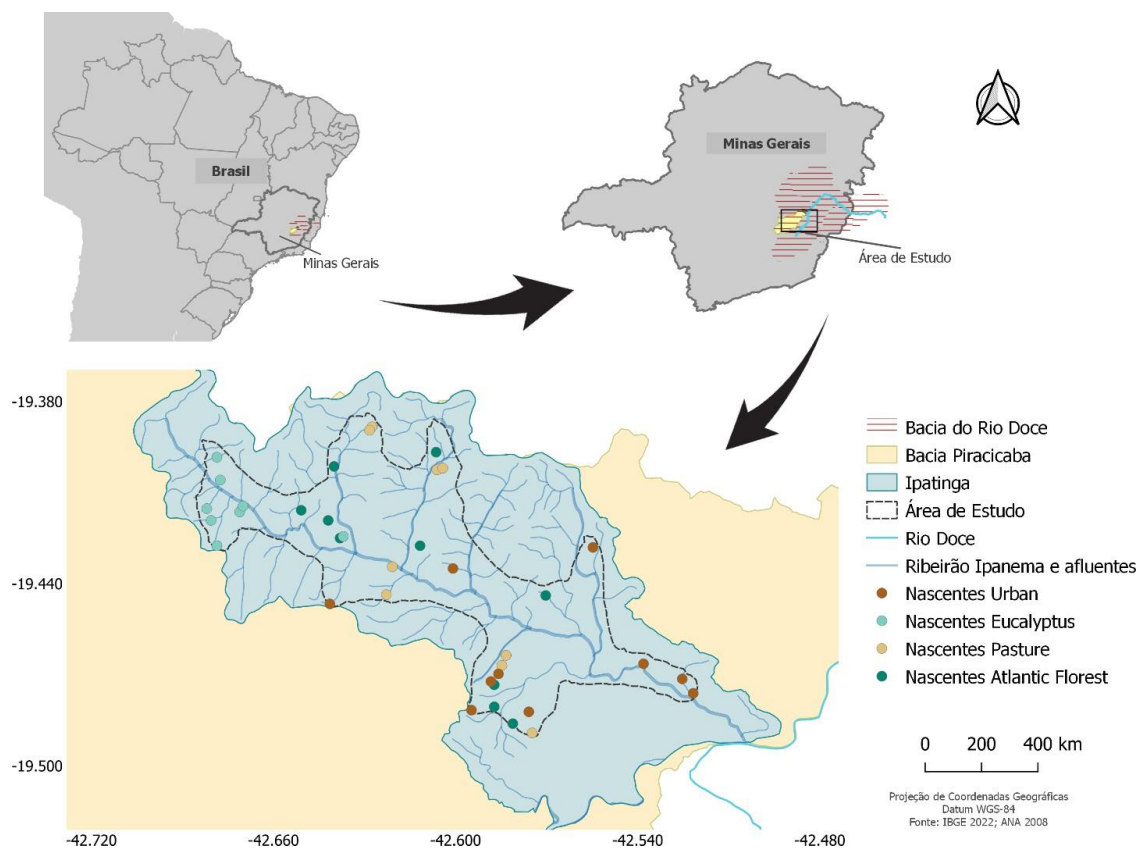 Brasil
Minas Gerais
Minas Gerais
Área de Estudo
-19.380
-19.440
-19.500
-42.720
-42.660
-42.600
-42.540
-42.480
Bacia do Rio Doce
Bacia Piracicaba
Ipatinga
Área de Estudo
Rio Doce
Ribeirão Ipanema e afluentes
Nascentes Urban
Nascentes Eucalyptus
Nascentes Pasture
Nascentes Atlantic Florest
0 200 400 km
Projeção de Coordenadas Geográficas
Datum WGS-84
Fonte: IBGE 2022; ANA 2008